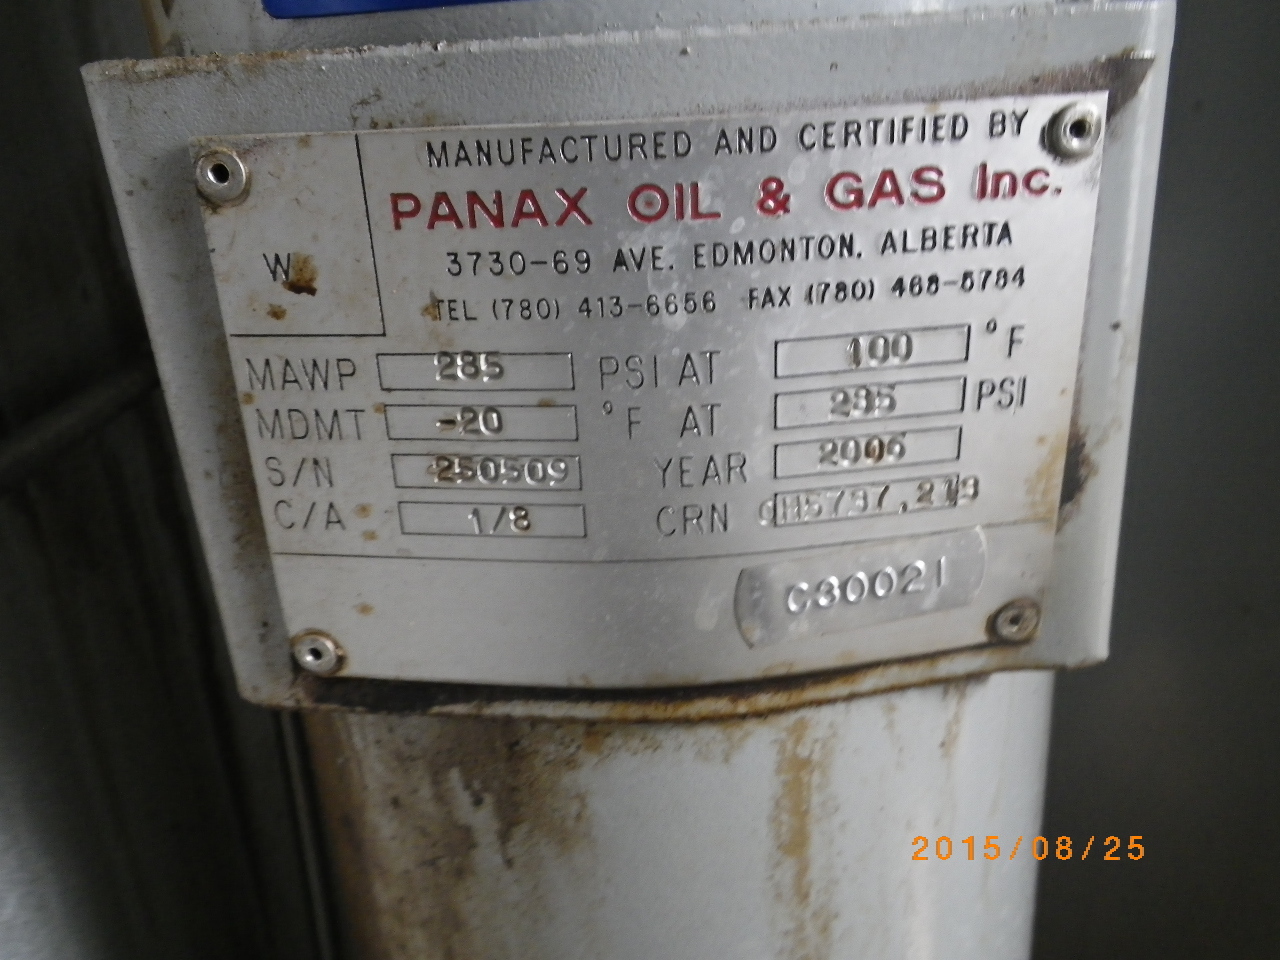 MANUFACTURED AND CERTIFIED BY
PANAX OIL & GAS Inc.
3730-69 AVE. EDMONTON, ALBERTA
W
TEL (780) 413-6656 FAX (780) 468-5784
MAWP 285 PSI AT 100 °F
MDMT -20 °F AT 285 PSI
S/N 250509 YEAR 2006
C/A 1/8 CRN 0H5797.213
C30021
2015/08/25